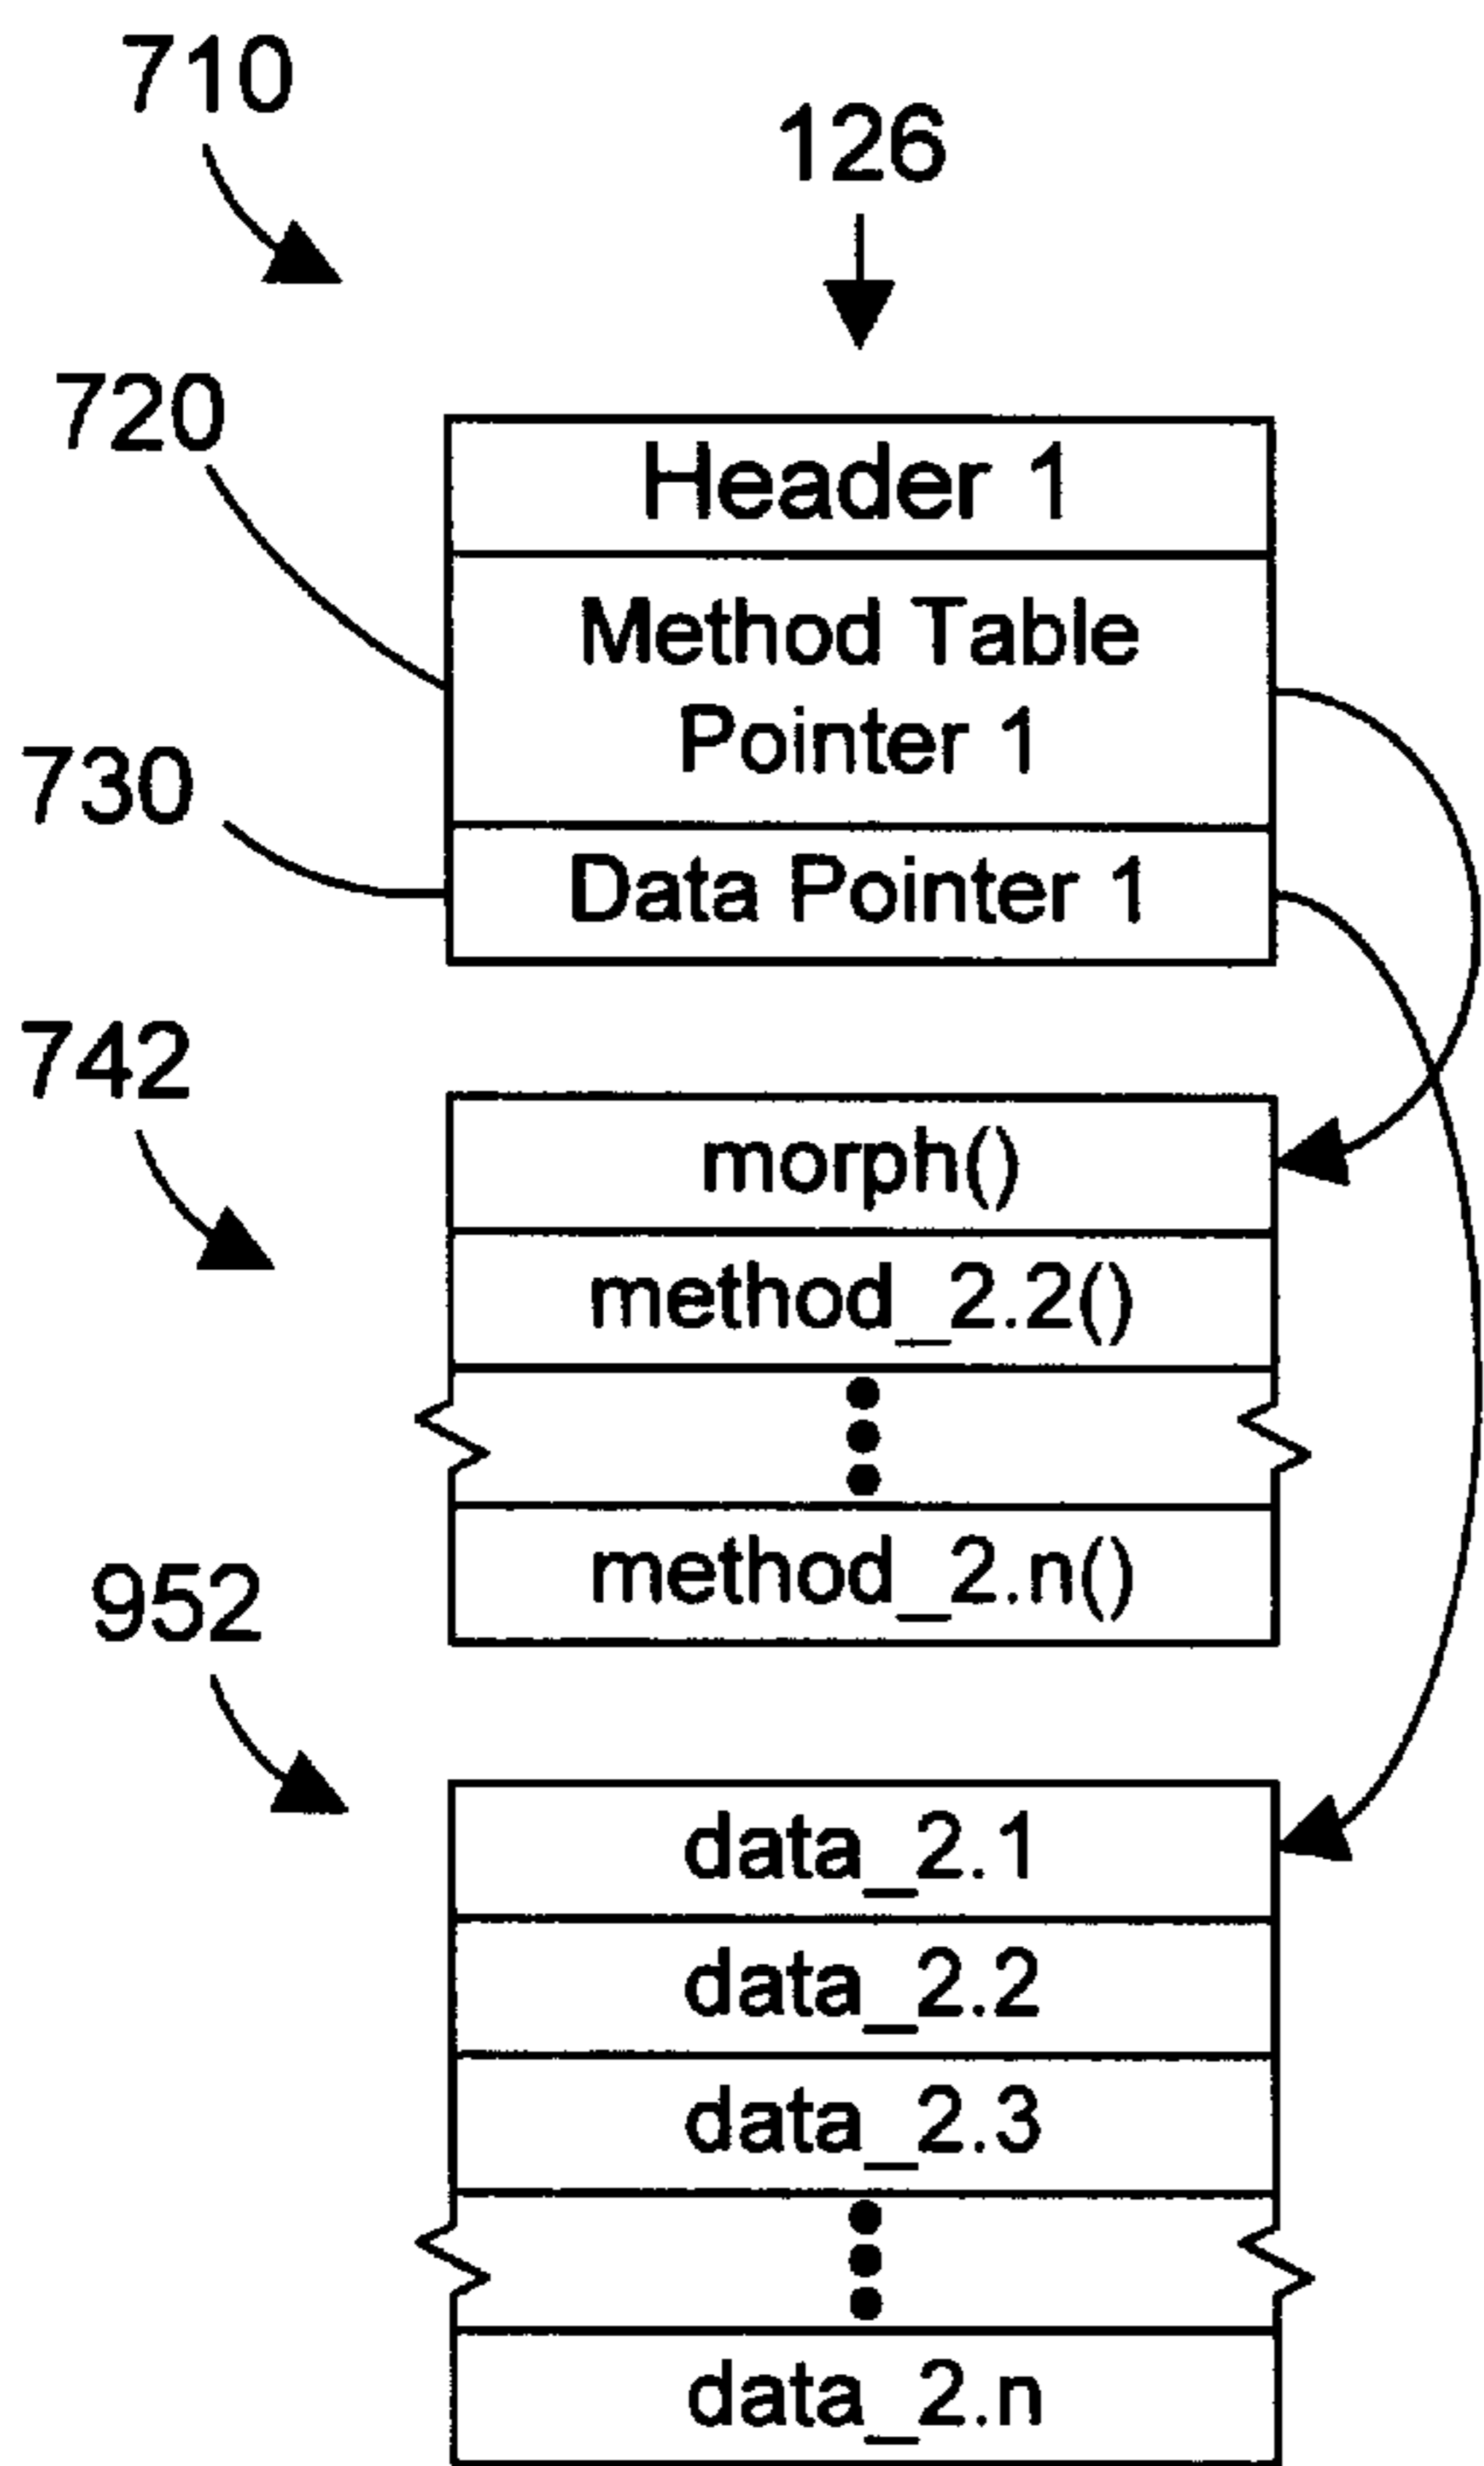 710
126
720
Header 1
Method Table
Pointer 1
730
Data Pointer 1
742
morph()
method_2.2()
method_2.n()
952
data_2.1
data_2.2
data_2.3
data_2.n